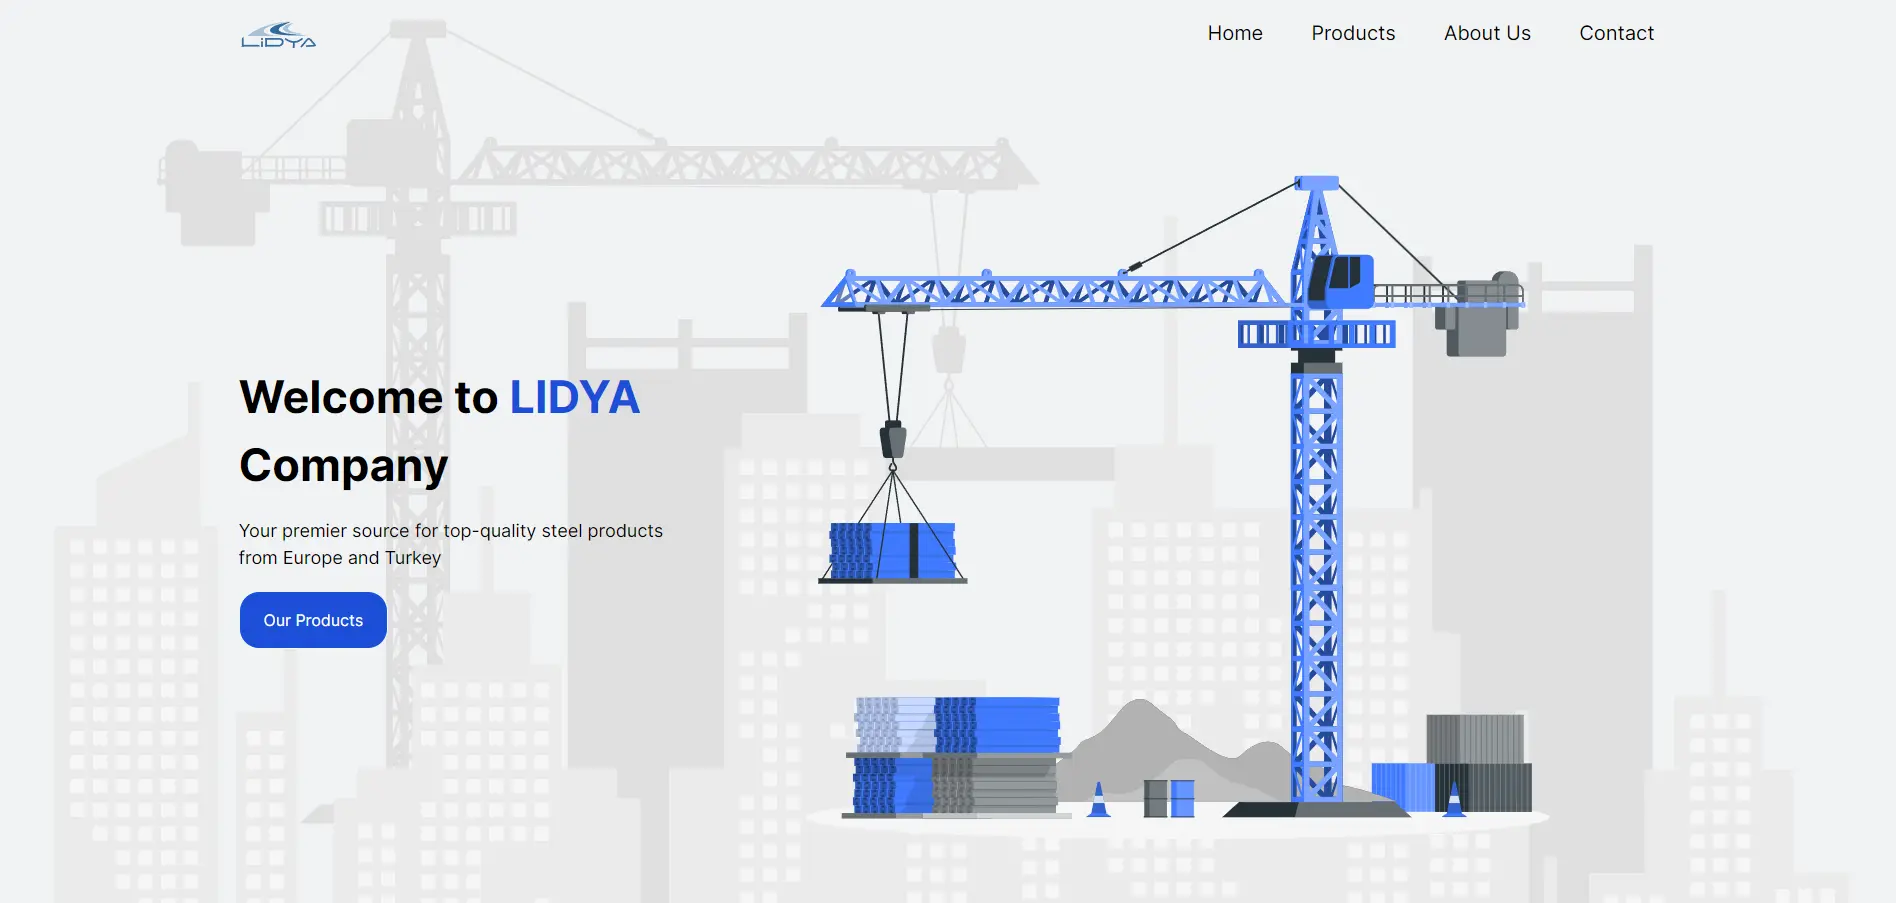 LiDYA
Home
Products
About Us
Contact
Welcome to LIDYA
Company
Your premier source for top-quality steel products
from Europe and Turkey
Our Products